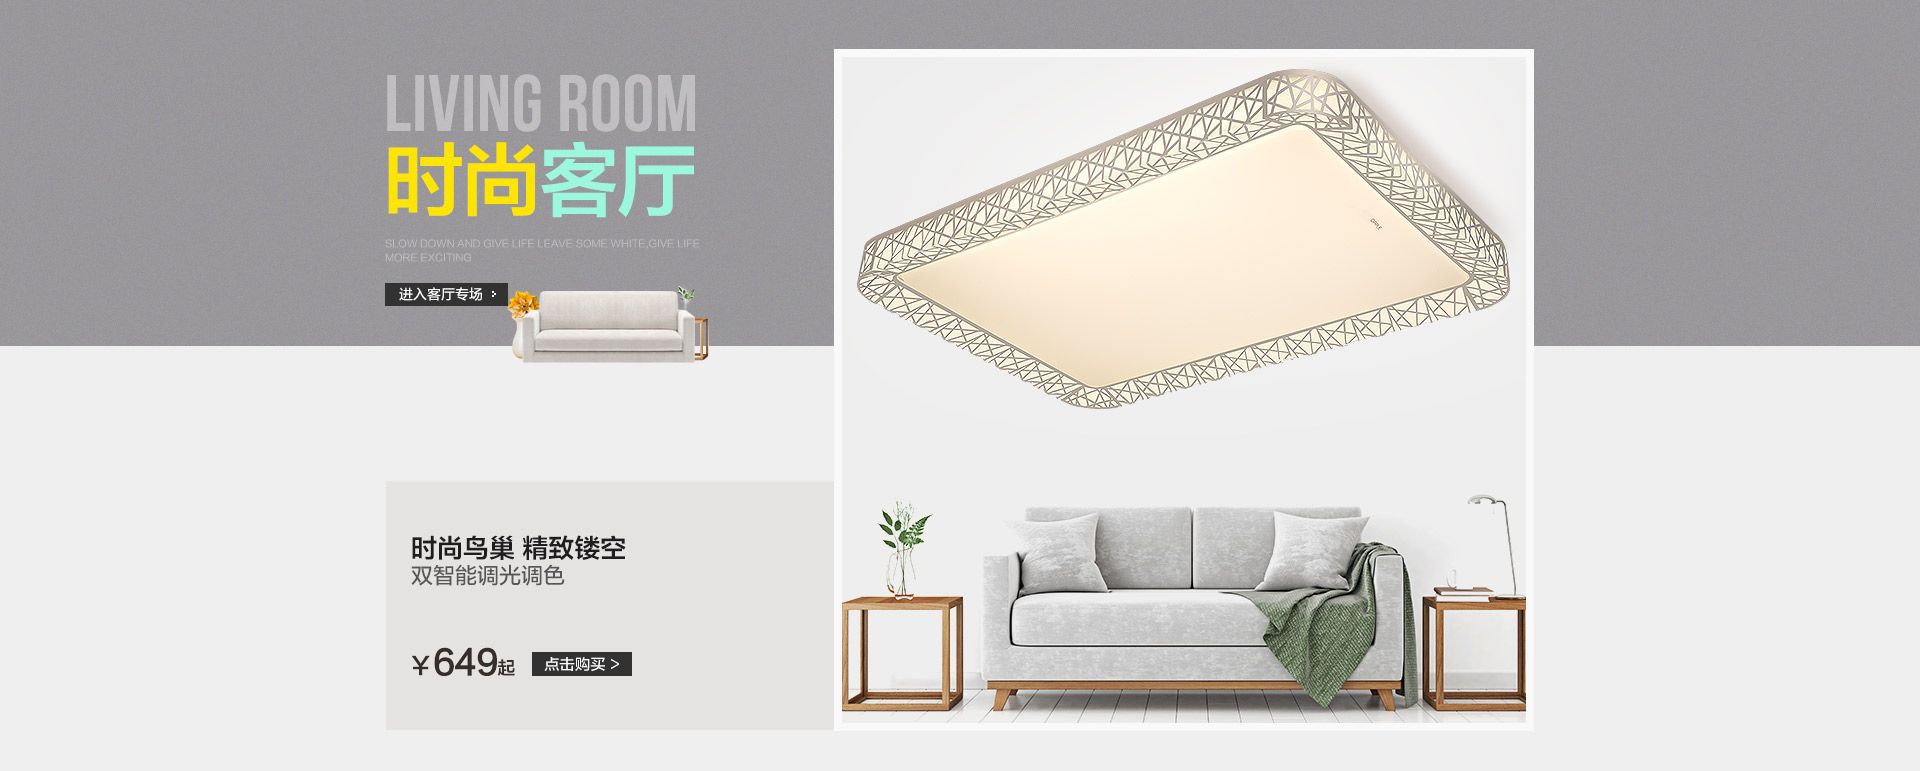 LIVING ROOM
时尚客厅
SLOW DOWN AND GIVE LIFE LEAVE SOME WHITE,GIVE LIFE
MORE EXCITING
进入客厅专场
时尚鸟巢 精致镂空
双智能调光调色
￥649起
点击购买 >